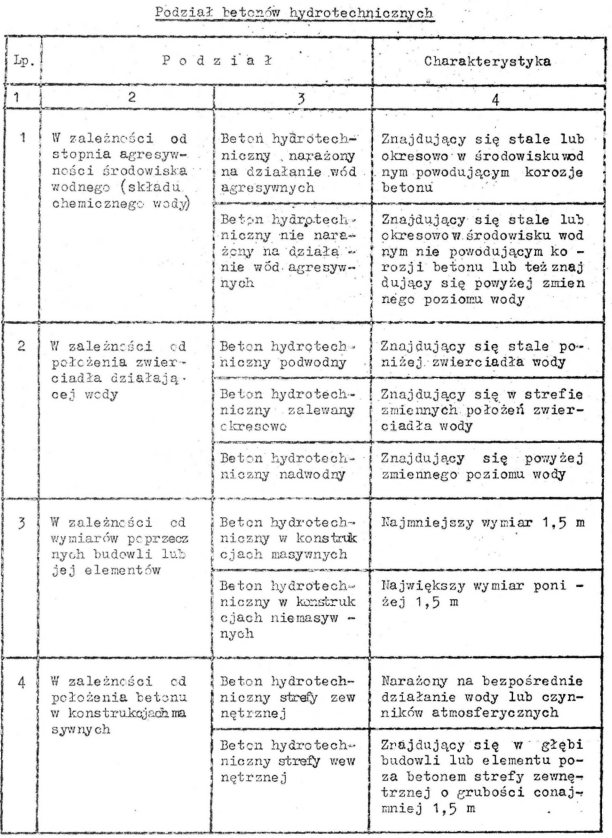 Podział betonów hydrotechnicznych
Lp. Podział Charakterystyka
1 2 3 4
1 W zależności od
stopnia agresyw-
ności środowiska
wodnego (składu
chemicznego wody)
Beton hydrotech-
niczny narażony
na działanie wód
agresywnych
Znajdujący się stale lub
okresowo w środowisku wod
nym powodującym korozje
betonu
Beton hydrotech-
niczny nie nara-
żony na działa -
nie wód agresyw-
nych
Znajdujący się stale lub
okresowo w środowisku wod
nym nie powodującym ko -
rozji betonu lub też znaj
dujący się powyżej zmien
nego poziomu wody
2 W zależności od
położenia zwier-
ciadła działają-
cej wody
Beton hydrotech-
niczny podwodny
Znajdujący się stale po-
niżej zwierciadła wody
Beton hydrotech-
niczny zalewany
okresowo
Znajdujący się w strefie
zmiennych położeń zwier-
ciadła wody
Beton hydrotech-
niczny nadwodny
Znajdujący się powyżej
zmiennego poziomu wody
3 W zależności od
wymiarów poprzecz
nych budowli lub
jej elementów
Beton hydrotech-
niczny w konstruk
cjach masywnych
Najmniejszy wymiar 1,5 m
Beton hydrotech-
niczny w konstruk
cjach niemasyw -
nych
Największy wymiar poni -
żej 1,5 m
4 W zależności od
położenia betonu
w konstrukcjach ma
sywnych
Beton hydrotech-
niczny strefy zew
nętrznej
Narażony na bezpośrednie
działanie wody lub czyn-
ników atmosferycznych
Beton hydrotech-
niczny strefy wew
nętrznej
Znajdujący się w głębi
budowli lub elementu po-
za betonem strefy zewnę-
trznej o grubości conaj-
mniej 1,5 m